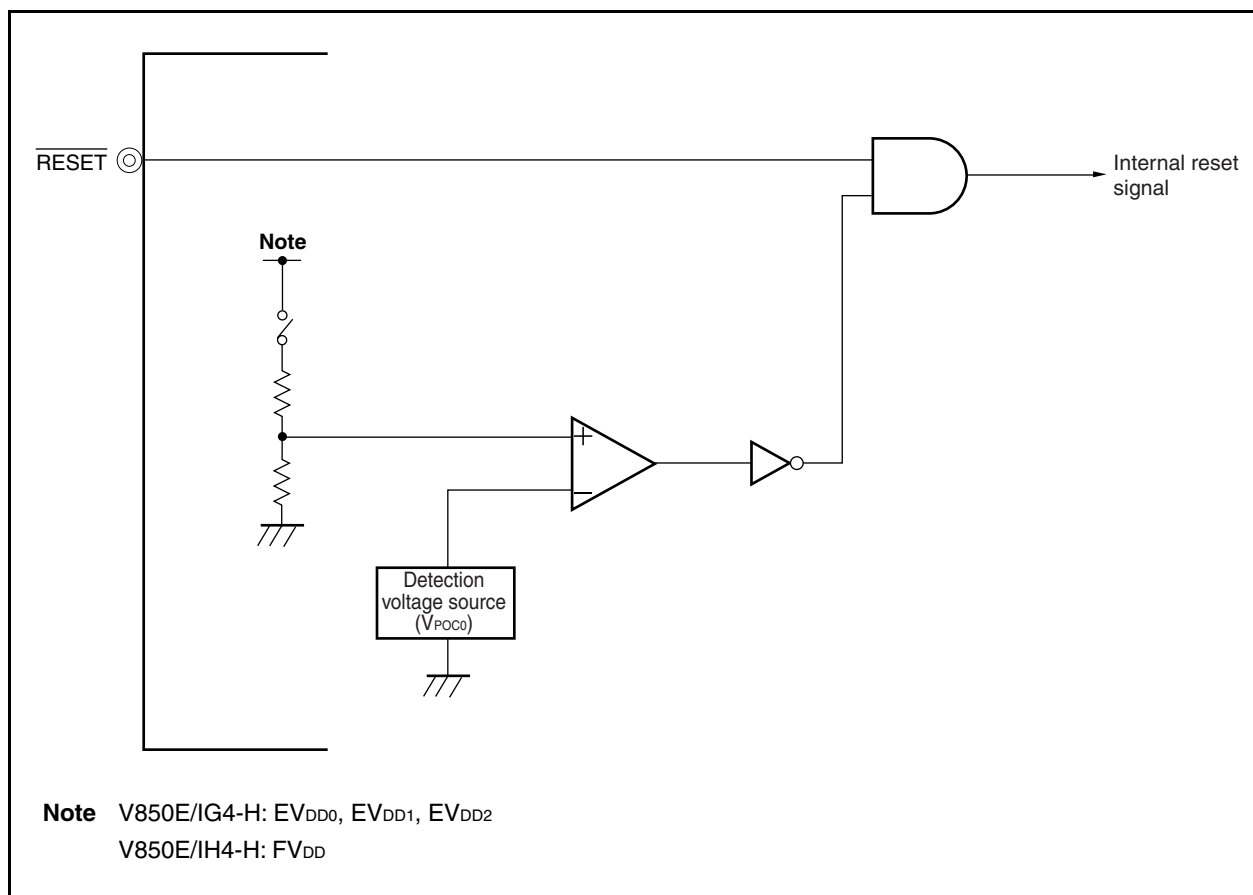 RESET
Internal reset
signal
Note
+
−
Detection
voltage source
(VPOC0)
Note V850E/IG4-H: EVDD0, EVDD1, EVDD2
V850E/IH4-H: FVDD